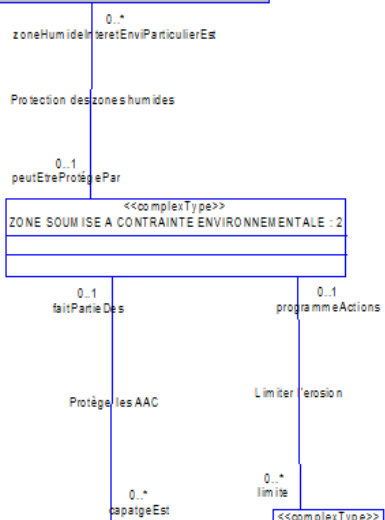 0..*
zoneHumideInteretEnviParticulierEst
Protection des zones humides
0..1
peutEtreProtégePar
<<complexType>>
ZONE SOUMISE A CONTRAINTE ENVIRONNEMENTALE : 2
0..1
faitPartieDes
0..1
programmeActions
Protège les AAC
Limiter l'erosion
0..*
capatgeEst
0..*
limite
<<complexType>>